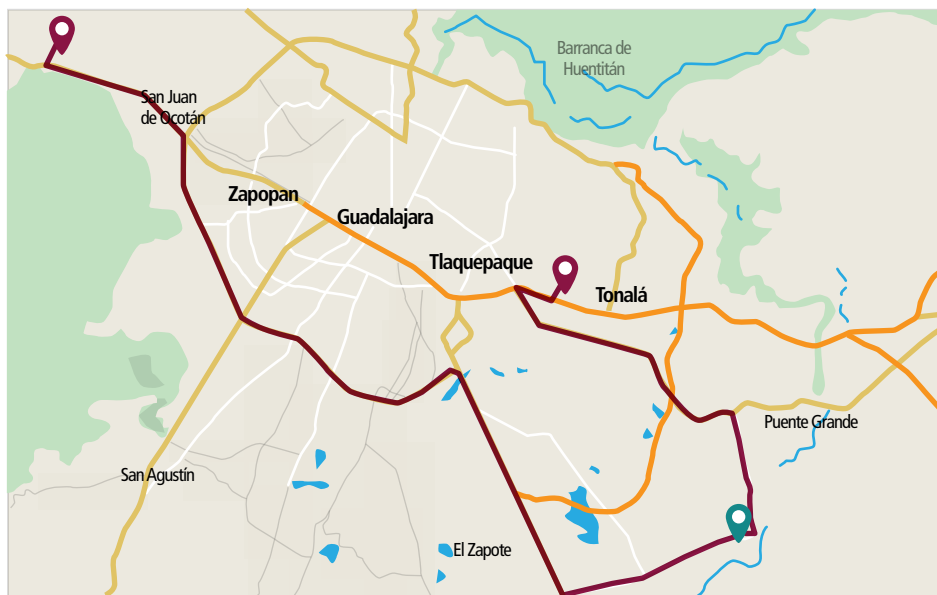 Barranca de
Huentitán
San Juan
de Ocotán
Zapopan
Guadalajara
Tlaquepaque
Tonalá
Puente Grande
San Agustín
El Zapote